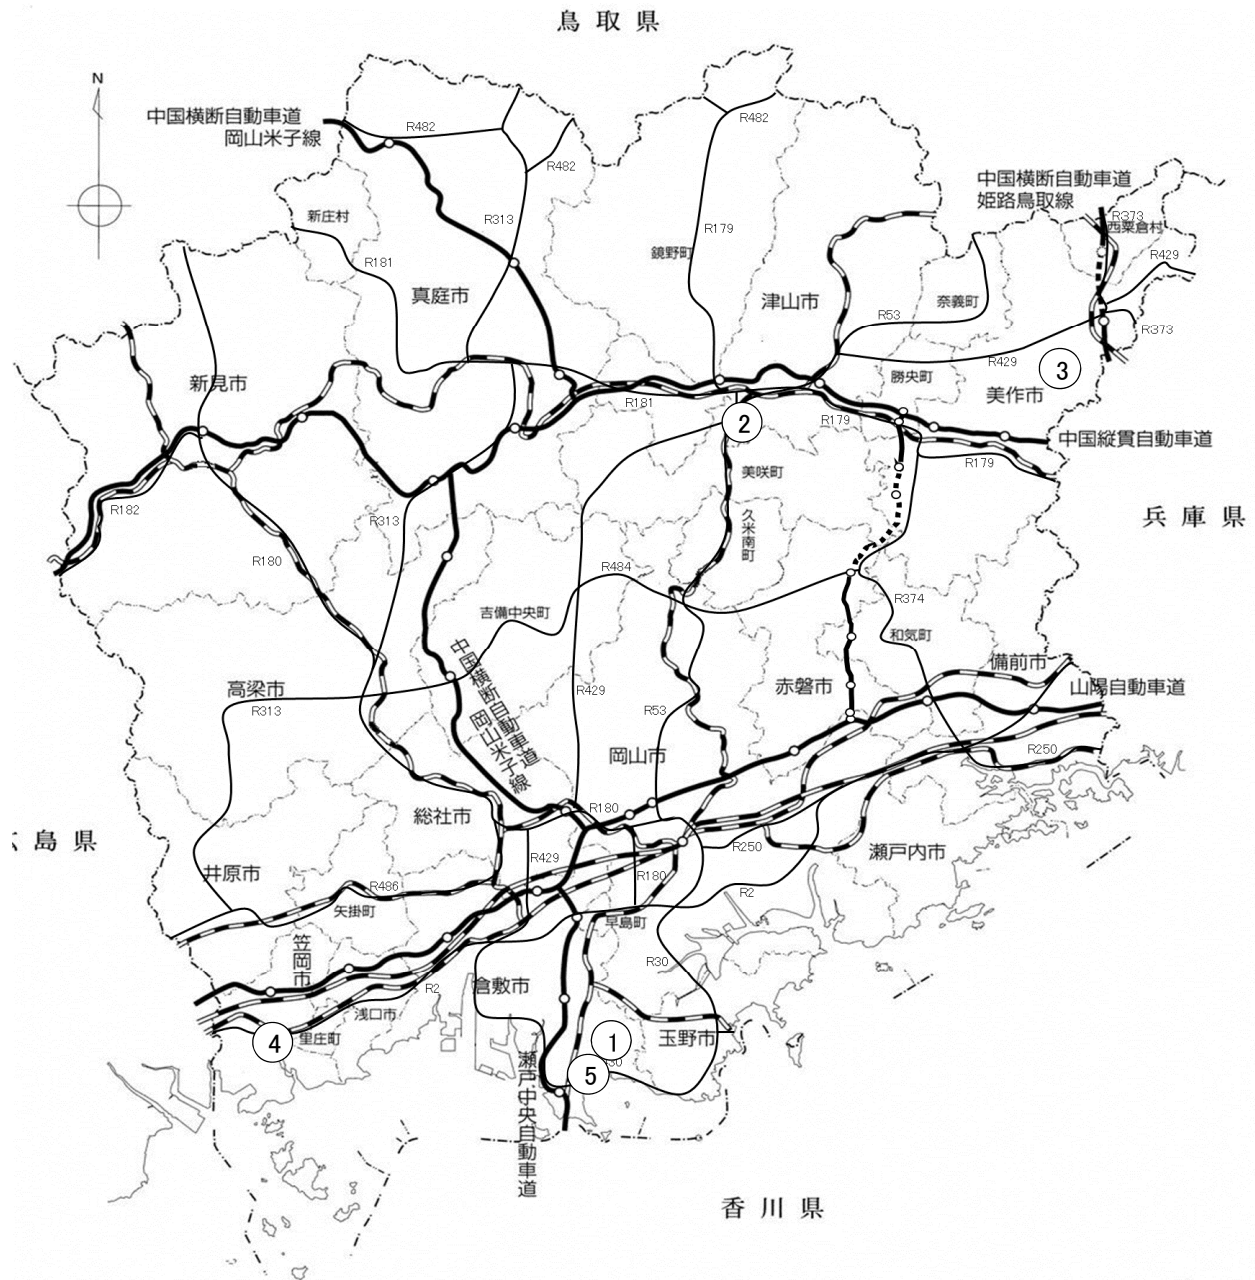 鳥取県
N
中国横断自動車道
岡山米子線
R482
R482
R482
中国横断自動車道
姫路鳥取線
R373
西粟倉村
新庄村
R313
R179
鏡野町
R429
R181
真庭市
津山市
奈義町
R53
R373
R429
③
新見市
勝央町
美作市
R181
②
R179
中国縦貫自動車道
R179
美咲町
R182
R313
久米南町
兵庫県
R180
R484
R374
吉備中央町
和気町
中国横断自動車道
岡山米子線
備前市
高梁市
R313
R429
赤磐市
山陽自動車道
R53
岡山市
R250
総社市
R180
島県
R429
R250
瀬戸内市
井原市
R180
R486
R2
矢掛町
早島町
笠岡市
R30
倉敷市
R2
浅口市
④
里庄町
①
玉野市
⑤
瀬戸中央自動車道
香川県